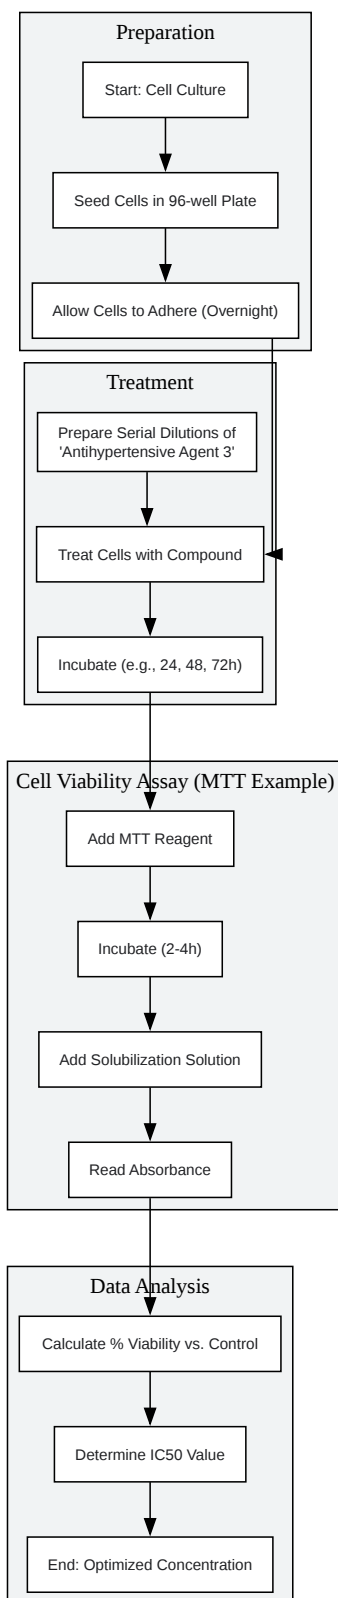 Preparation
Start: Cell Culture
Seed Cells in 96-well Plate
Allow Cells to Adhere (Overnight)
Treatment
Prepare Serial Dilutions of
'Antihypertensive Agent 3'
Treat Cells with Compound
Incubate (e.g., 24, 48, 72h)
Cell Viability Assay (MTT Example)
Add MTT Reagent
Incubate (2-4h)
Add Solubilization Solution
Read Absorbance
Data Analysis
Calculate % Viability vs. Control
Determine IC50 Value
End: Optimized Concentration